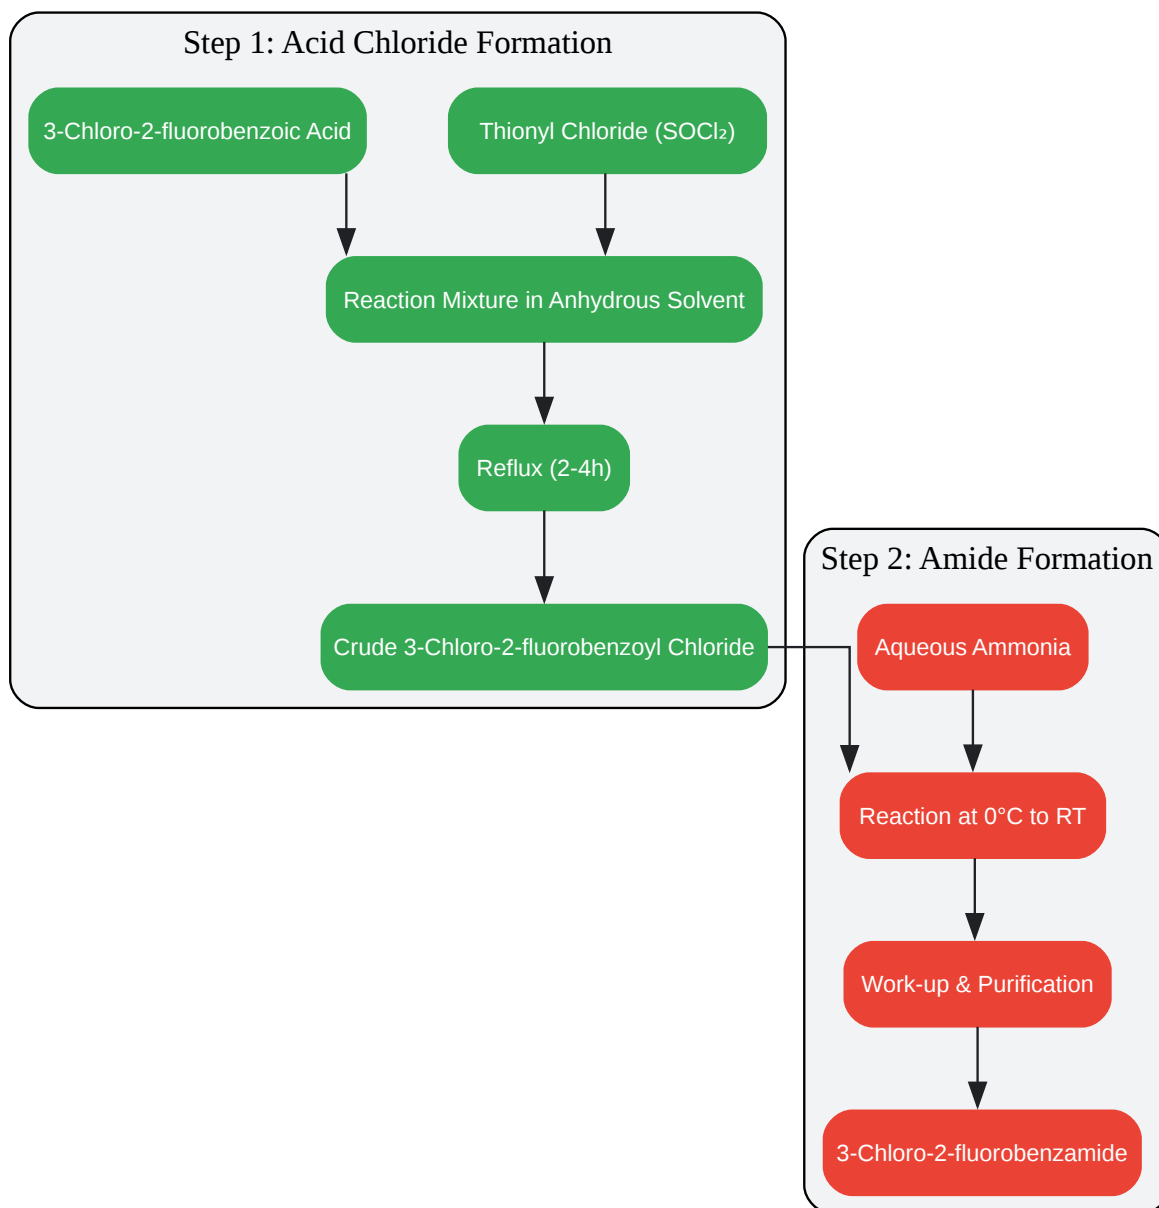 Step 1: Acid Chloride Formation
3-Chloro-2-fluorobenzoic Acid
Thionyl Chloride (SOCl₂)
Reaction Mixture in Anhydrous Solvent
Reflux (2-4h)
Crude 3-Chloro-2-fluorobenzoyl Chloride
Step 2: Amide Formation
Aqueous Ammonia
Reaction at 0°C to RT
Work-up & Purification
3-Chloro-2-fluorobenzamide